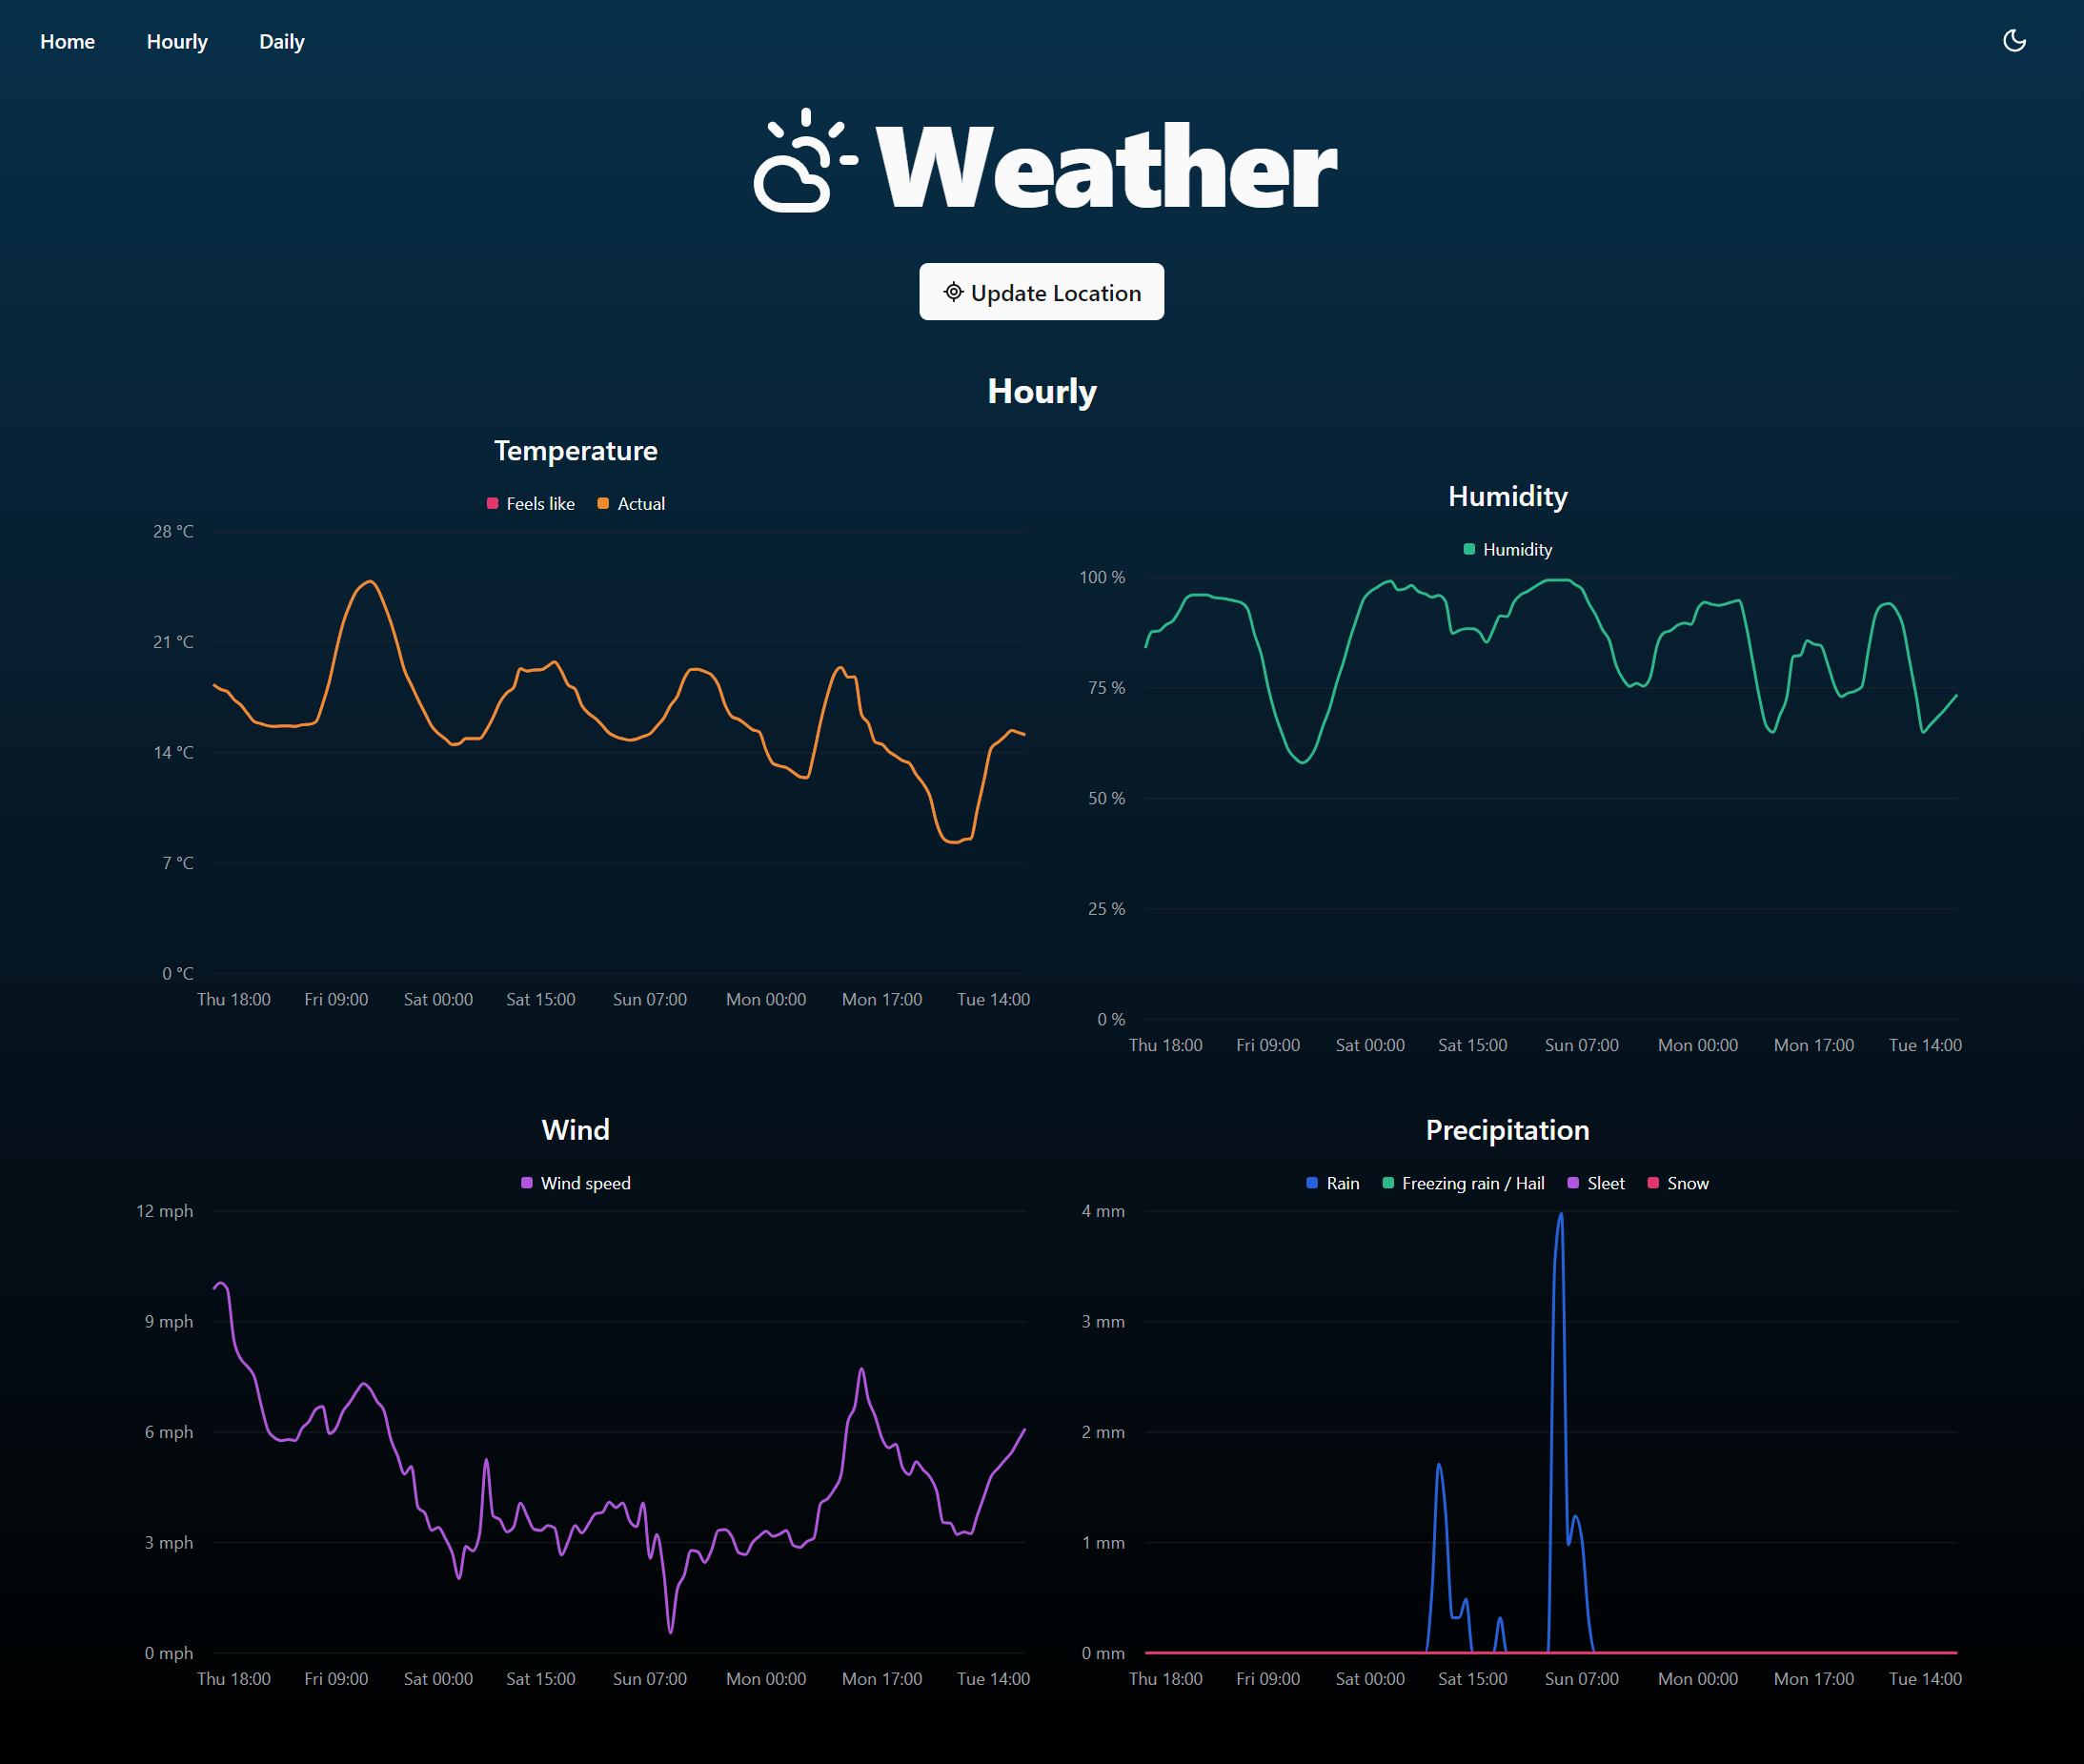 Home Hourly Daily
Weather
Update Location
Hourly
Temperature
Feels like Actual
28 °C
21 °C
14 °C
7 °C
0 °C
Thu 18:00 Fri 09:00 Sat 00:00 Sat 15:00 Sun 07:00 Mon 00:00 Mon 17:00 Tue 14:00
Humidity
Humidity
100 %
75 %
50 %
25 %
0 %
Thu 18:00 Fri 09:00 Sat 00:00 Sat 15:00 Sun 07:00 Mon 00:00 Mon 17:00 Tue 14:00
Wind
Wind speed
12 mph
9 mph
6 mph
3 mph
0 mph
Thu 18:00 Fri 09:00 Sat 00:00 Sat 15:00 Sun 07:00 Mon 00:00 Mon 17:00 Tue 14:00
Precipitation
Rain Freezing rain / Hail Sleet Snow
4 mm
3 mm
2 mm
1 mm
0 mm
Thu 18:00 Fri 09:00 Sat 00:00 Sat 15:00 Sun 07:00 Mon 00:00 Mon 17:00 Tue 14:00